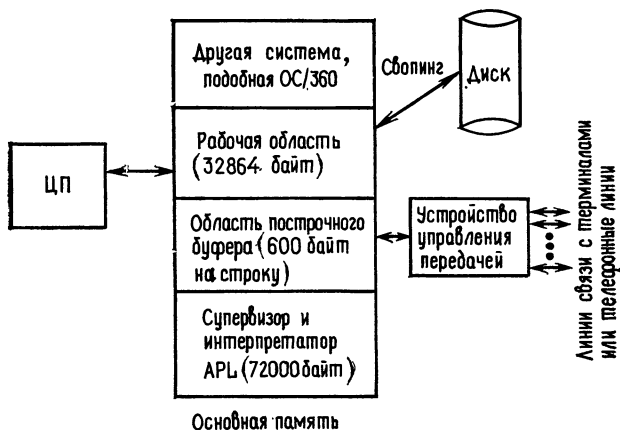 Другая система,
подобная ОС/360
Свопинг
Диск
ЦП
Рабочая область
(32864 байт)
Область построчного
буфера (600 байт
на строку)
Устройство
управления
передачей
Линии связи с терминалами
или телефонные линии
Супервизор и
интерпретатор
APL (72000 байт)
Основная память